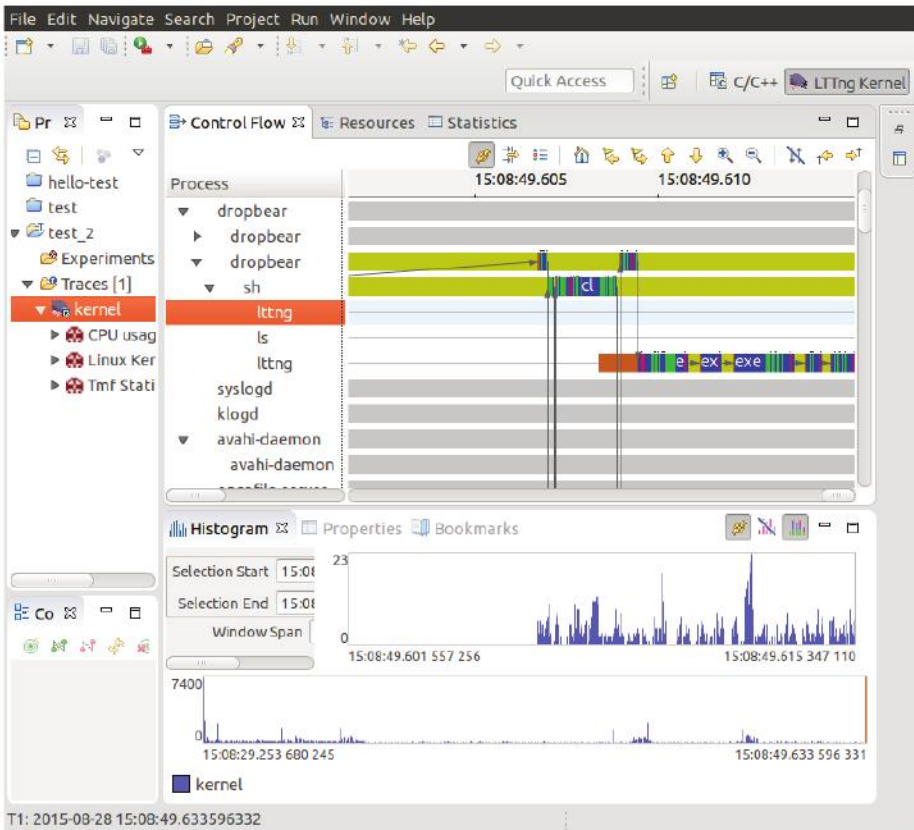 File Edit Navigate Search Project Run Window Help
Quick Access
C/C++
LTTng Kernel
Pr
hello-test
test
test_2
Experiments
Traces [1]
kernel
CPU usag
Linux Ker
Tmf Stati
Control Flow
Resources
Statistics
Process
15:08:49.605
15:08:49.610
dropbear
dropbear
dropbear
sh
cl
lttng
ls
lttng
e
ex
exe
syslogd
klogd
avahi-daemon
avahi-daemon
Histogram
Properties
Bookmarks
Selection Start
15:08
Selection End
15:08
Window Span
23
0
15:08:49.601 557 256
15:08:49.615 347 110
Co
7400
0
15:08:29.253 680 245
15:08:49.633 596 331
kernel
T1: 2015-08-28 15:08:49.633596332